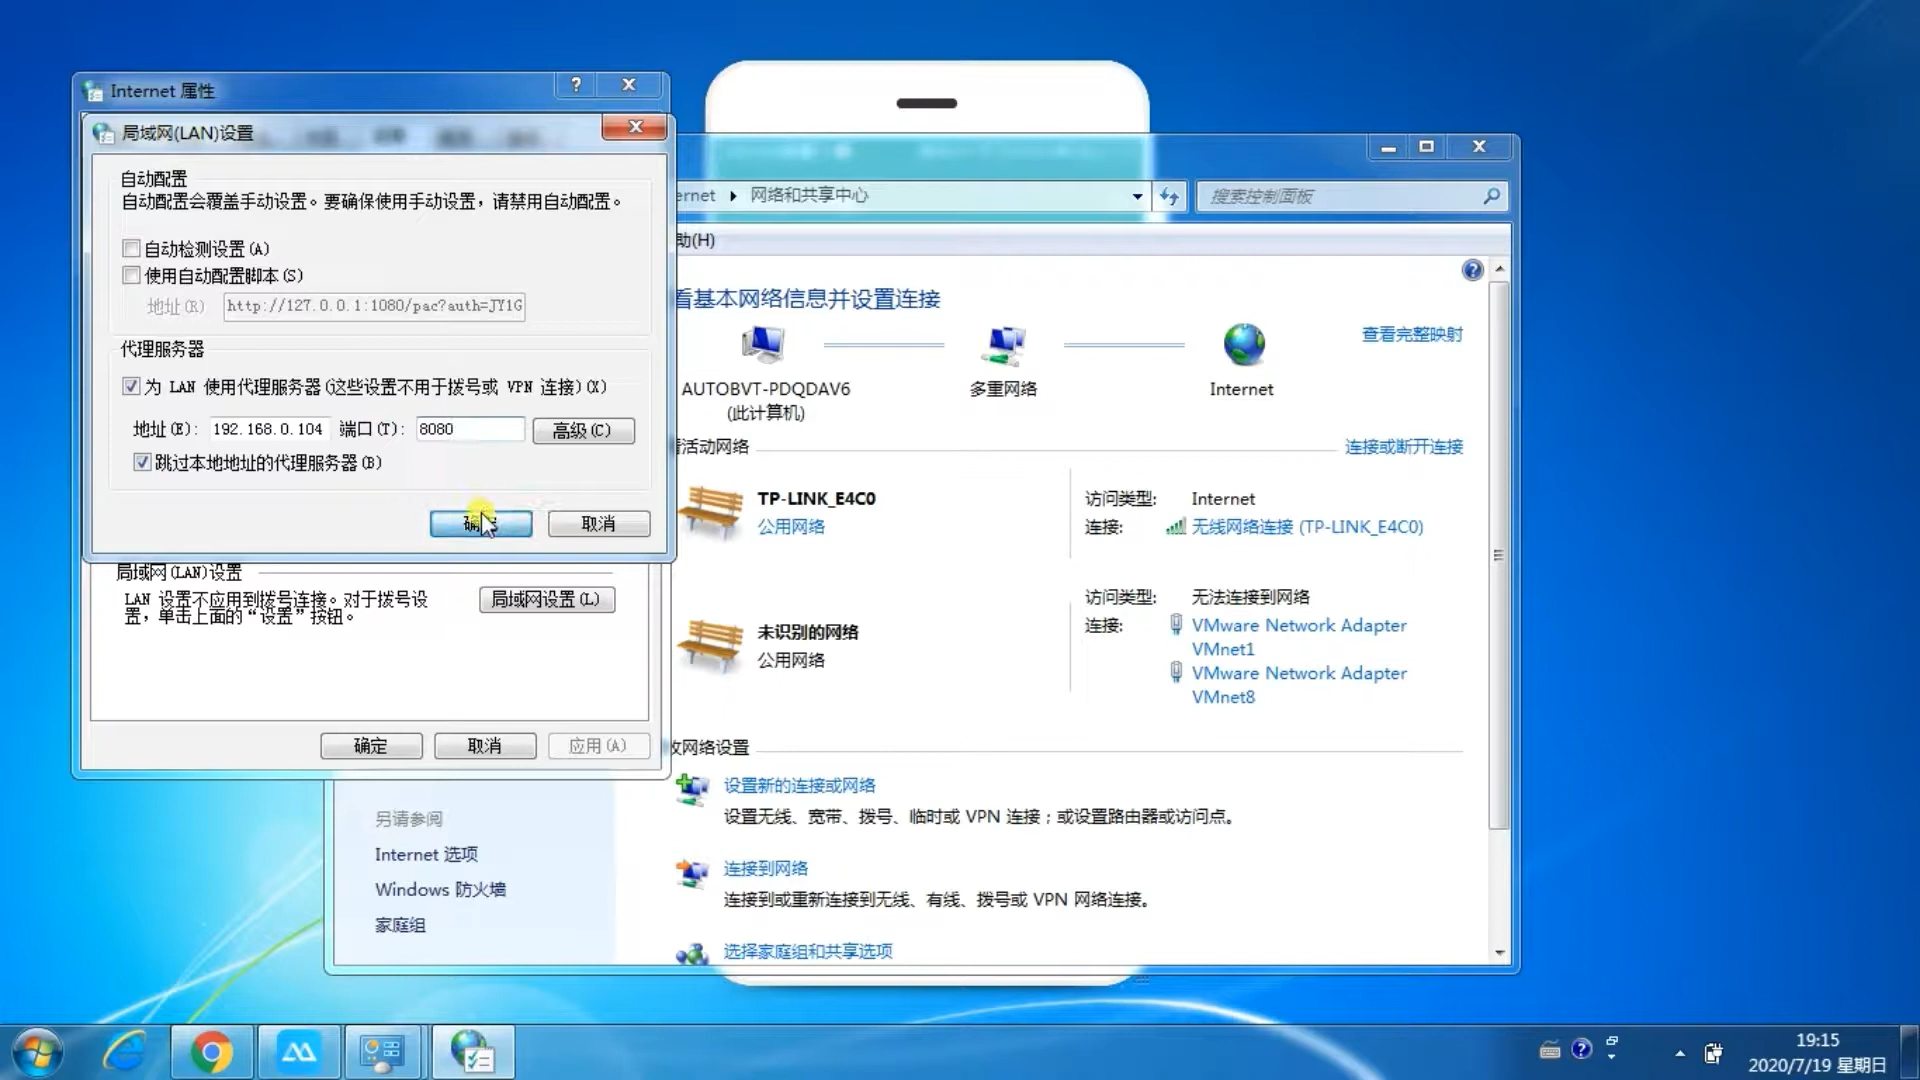 Internet 属性
局域网(LAN)设置
自动配置
自动配置会覆盖手动设置。要确保使用手动设置，请禁用自动配置。
自动检测设置(A)
使用自动配置脚本(S)
地址(R)
http://127.0.0.1:1080/pac?auth=JY1G
代理服务器
为 LAN 使用代理服务器(这些设置不用于拨号或 VPN 连接)(X)
地址(E): 192.168.0.104 端口(T): 8080 高级(C)
跳过本地地址的代理服务器(B)
取消
局域网(LAN)设置
LAN 设置不应用到拨号连接。对于拨号设
置，单击上面的“设置”按钮。
局域网设置(L)
确定 取消 应用(A)
ernet 网络和共享中心
搜索控制面板
助(H)
看基本网络信息并设置连接
查看完整映射
AUTOBVT-PDQDAV6
(此计算机)
多重网络
Internet
活动网络
连接或断开连接
TP-LINK_E4C0
公用网络
访问类型: Internet
连接: 无线网络连接 (TP-LINK_E4C0)
未识别的网络
公用网络
访问类型: 无法连接到网络
连接: VMware Network Adapter
VMnet1
VMware Network Adapter
VMnet8
改网络设置
设置新的连接或网络
设置无线、宽带、拨号、临时或 VPN 连接；或设置路由器或访问点。
连接到网络
连接到或重新连接到无线、有线、拨号或 VPN 网络连接。
选择家庭组和共享选项
另请参阅
Internet 选项
Windows 防火墙
家庭组
19:15
2020/7/19 星期日